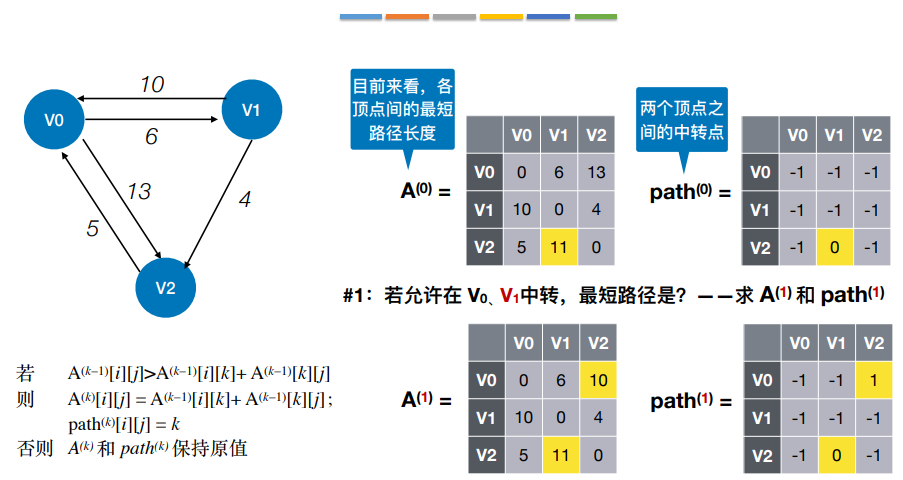 10
V0
V1
6
13
4
5
V2
目前来看，各
顶点间的最短
路径长度
A(0) =
V0 V1 V2
V0 0 6 13
V1 10 0 4
V2 5 11 0
两个顶点之
间的中转点
path(0) =
V0 V1 V2
V0 -1 -1 -1
V1 -1 -1 -1
V2 -1 0 -1
#1：若允许在 V0、V1中转，最短路径是？——求 A(1) 和 path(1)
若 A(k−1)[i][j]>A(k−1)[i][k]+ A(k−1)[k][j]
则 A(k)[i][j] = A(k−1)[i][k]+ A(k−1)[k][j]；
path(k)[i][j] = k
否则 A(k) 和 path(k) 保持原值
A(1) =
V0 V1 V2
V0 0 6 10
V1 10 0 4
V2 5 11 0
path(1) =
V0 V1 V2
V0 -1 -1 1
V1 -1 -1 -1
V2 -1 0 -1